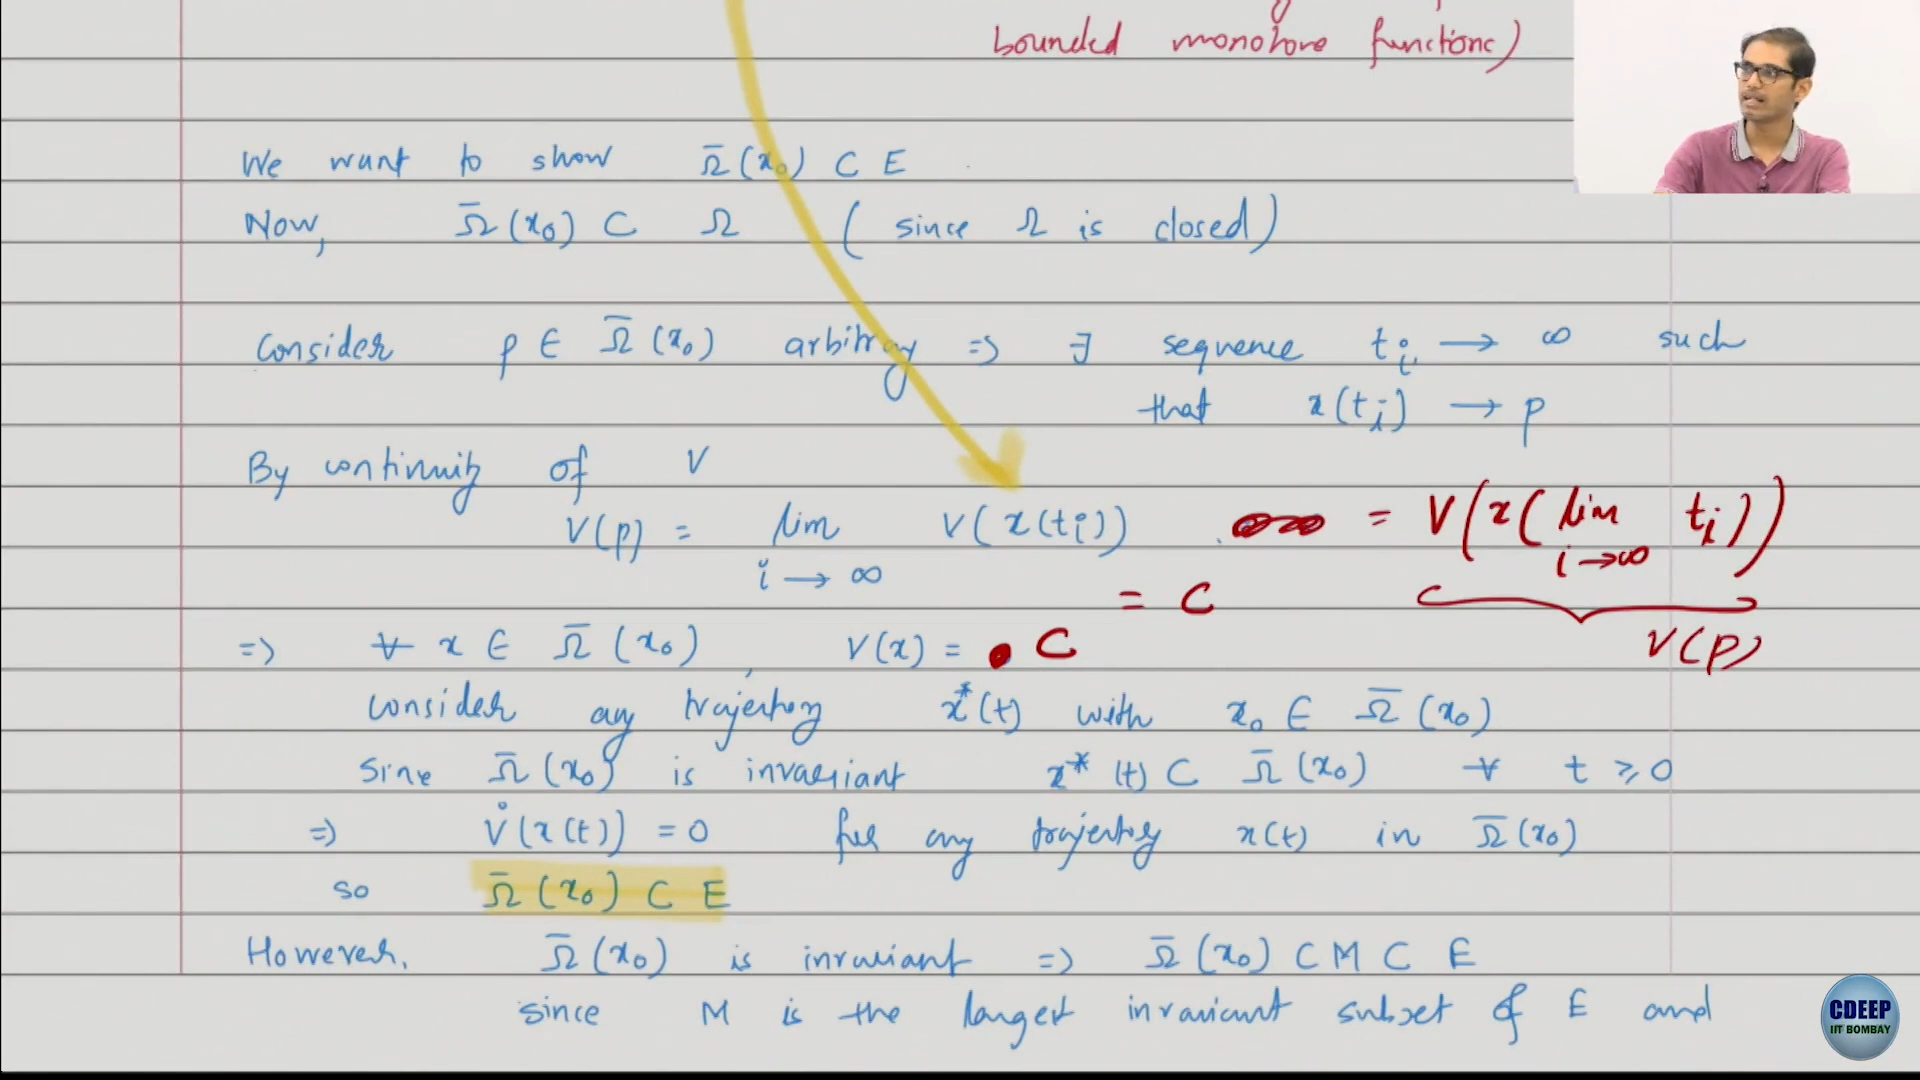 bounded monotone functions)
We want to show Ω̄(x₀) ⊂ E
Now, Ω̄(x₀) ⊂ Ω (since Ω is closed)
Consider p ∈ Ω̄(x₀) arbitray => ∃ sequence tᵢ → ∞ such
that x(tᵢ) → p
By continuity of V
V(p) = lim V(x(tᵢ)) = V(x(lim tᵢ))
i → ∞ i → ∞
= C
V(p)
=> ∀ x ∈ Ω̄(x₀), V(x) = C
Consider any trajectory x*(t) with x₀ ∈ Ω̄(x₀)
Since Ω̄(x₀) is invariant x*(t) ⊂ Ω̄(x₀) ∀ t ≥ 0
=> V̇(x(t)) = 0 for any trajectory x(t) in Ω̄(x₀)
so Ω̄(x₀) ⊂ E
However, Ω̄(x₀) is invariant => Ω̄(x₀) ⊂ M ⊂ E
since M is the largest invariant subset of E and
CDEEP
IIT BOMBAY